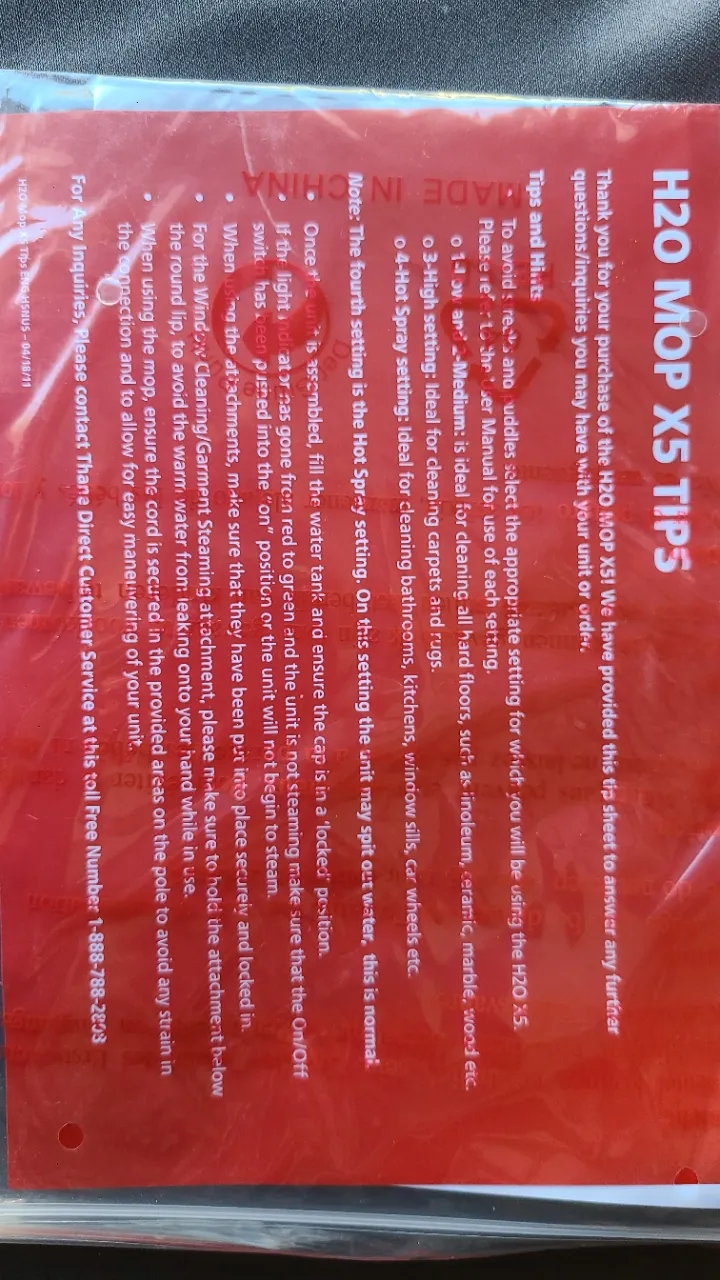 H2O MOP X5 TIPS
Thank you for your purchase of the H2O MOP X5! We have provided this tip sheet to answer any further
questions/inquiries you may have with your unit or order.
Tips and Hints
To avoid streaks and puddles select the appropriate setting for which you will be using the H2O X5.
Please refer to the User Manual for use of each setting.
o 1-Low and 2-Medium: is ideal for cleaning all hard floors, such as linoleum, ceramic, marble, wood etc.
o 3-High setting: Ideal for cleaning carpets and rugs.
o 4-Hot Spray setting: Ideal for cleaning bathrooms, kitchens, window sills, car wheels etc.
Note: The fourth setting is the Hot Spray setting. On this setting the unit may spit out water, this is normal.
• Once the unit is assembled, fill the water tank and ensure the cap is in a 'locked' position.
• If the light indicator has gone from red to green and the unit is not steaming make sure that the On/Off
switch has been pushed into the "on" position or the unit will not begin to steam.
• When using the attachments, make sure that they have been put into place securely and locked in.
• For the Window Cleaning/Garment Steaming attachment, please make sure to hold the attachment below
the round lip, to avoid the warm water from leaking onto your hand while in use.
• When using the mop, ensure the cord is secured in the provided areas on the pole to avoid any strain in
the connection and to allow for easy maneuvering of your unit.
For Any Inquiries, Please contact Thane Direct Customer Service at this toll Free Number 1-888-788-2808
H2O Mop X5 Tips ENG HSNUS – 04/18/11
MADE IN CHINA